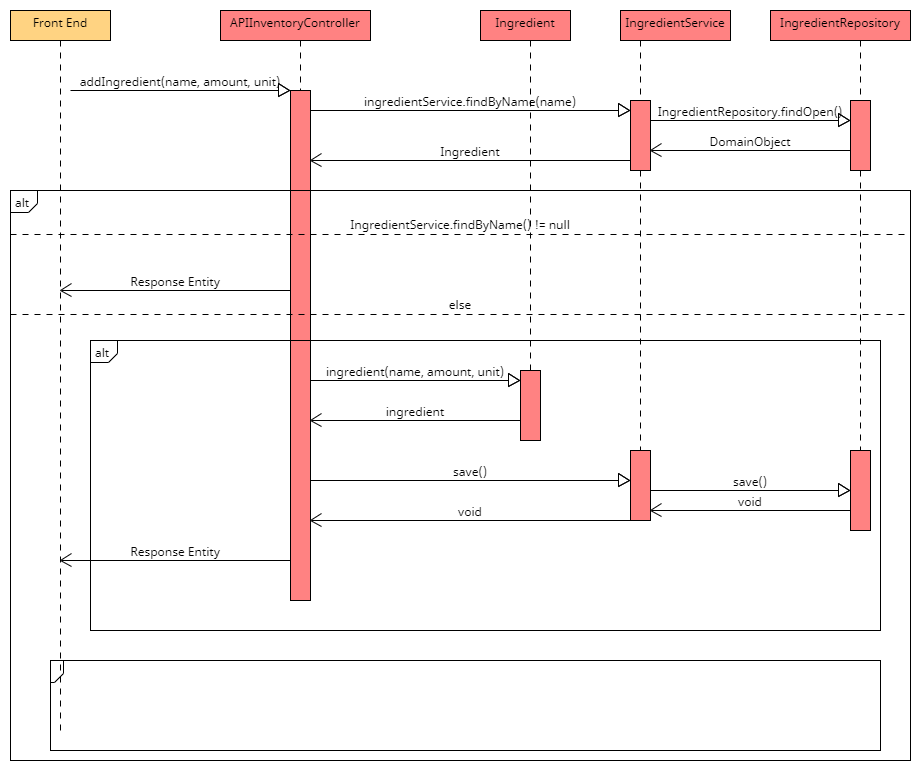 Front End
APIInventoryController
Ingredient
IngredientService
IngredientRepository
addIngredient(name, amount, unit)
ingredientService.findByName(name)
IngredientRepository.findOpen()
DomainObject
Ingredient
alt
IngredientService.findByName() != null
Response Entity
else
alt
ingredient(name, amount, unit)
ingredient
save()
save()
void
void
Response Entity